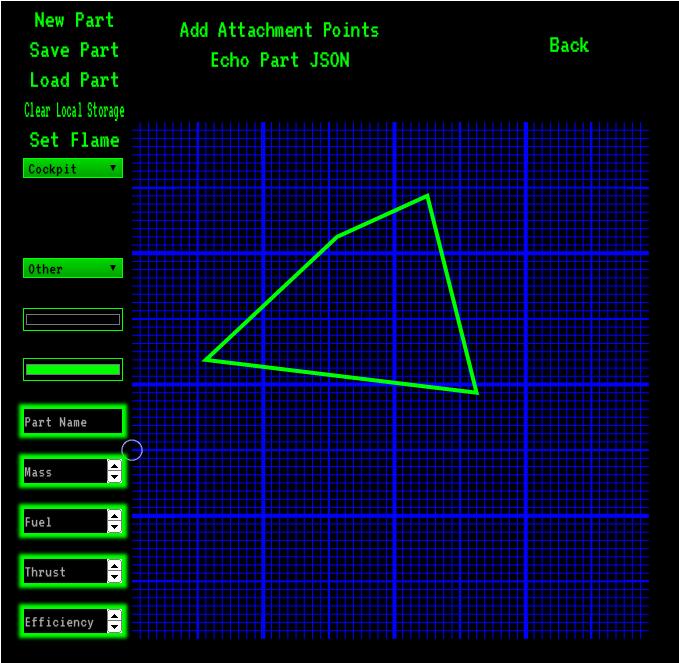 New Part
Save Part
Load Part
Clear Local Storage
Set Flame
Add Attachment Points
Echo Part JSON
Back
Cockpit
Other
Part Name
Mass
Fuel
Thrust
Efficiency